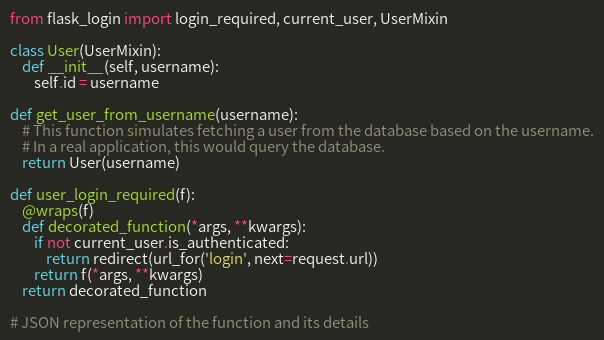 from flask_login import login_required, current_user, UserMixin

class User(UserMixin):
    def __init__(self, username):
        self.id = username

def get_user_from_username(username):
    # This function simulates fetching a user from the database based on the username.
    # In a real application, this would query the database.
    return User(username)

def user_login_required(f):
    @wraps(f)
    def decorated_function(*args, **kwargs):
        if not current_user.is_authenticated:
            return redirect(url_for('login', next=request.url))
        return f(*args, **kwargs)
    return decorated_function

# JSON representation of the function and its details